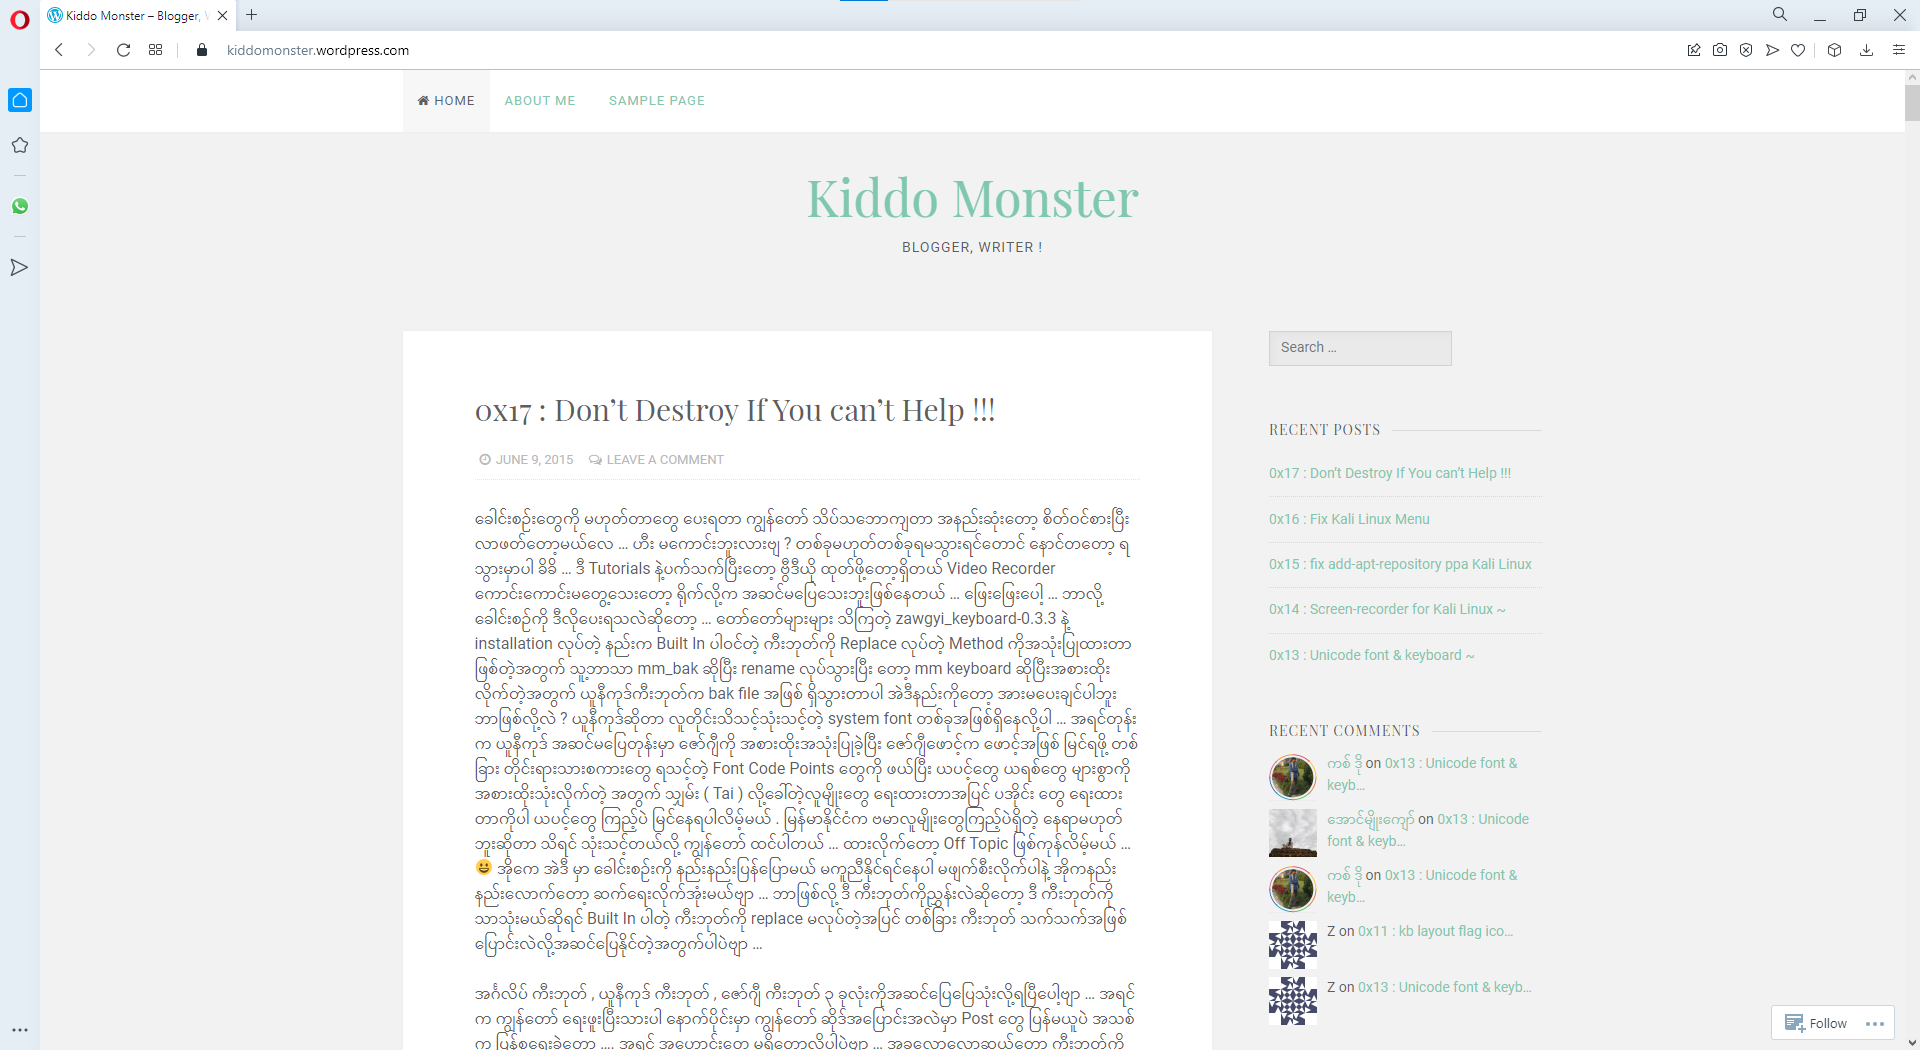 Kiddo Monster – Blogger,
kiddomonster.wordpress.com
HOME
ABOUT ME
SAMPLE PAGE
Kiddo Monster
BLOGGER, WRITER !
Search …
0x17 : Don’t Destroy If You can’t Help !!!
JUNE 9, 2015 LEAVE A COMMENT
ခေါင်းစဉ်းတွေကို မဟုတ်တာတွေ ပေးရတာ ကျွန်တော် သိပ်သဘောကျတာ အနည်းဆုံးတော့ စိတ်ဝင်စားပြီး
လာဖတ်တော့မယ်လေ … ဟီး မကောင်းဘူးလားဗျ ? တစ်ခုမဟုတ်တစ်ခုရမသွားရင်တောင် နောင်တတော့ ရ
သွားမှာပါ ခိခိ … ဒီ Tutorials နဲ့ပက်သက်ပြီးတော့ ဗွီဒီယို ထုတ်ဖို့တော့ရှိတယ် Video Recorder
ကောင်းကောင်းမတွေ့သေးတော့ ရိုက်လို့က အဆင်မပြေသေးဘူးဖြစ်နေတယ် … ဖြေးဖြေးပေါ့ … ဘာလို့
ခေါင်းစဉ်ကို ဒီလိုပေးရသလဲဆိုတော့ … တော်တော်များများ သိကြတဲ့ zawgyi_keyboard-0.3.3 နဲ့
installation လုပ်တဲ့ နည်းက Built In ပါဝင်တဲ့ ကီးဘုတ်ကို Replace လုပ်တဲ့ Method ကိုအသုံးပြုထားတာ
ဖြစ်တဲ့အတွက် သူ့ဘာသာ mm_bak ဆိုပြီး rename လုပ်သွားပြီး တော့ mm keyboard ဆိုပြီးအစားထိုး
လိုက်တဲ့အတွက် ယူနီကုဒ်ကီးဘုတ်က bak file အဖြစ် ရှိသွားတာပါ အဲဒီနည်းကိုတော့ အားမပေးချင်ပါဘူး
ဘာဖြစ်လို့လဲ ? ယူနီကုဒ်ဆိုတာ လူတိုင်းသိသင့်သုံးသင့်တဲ့ system font တစ်ခုအဖြစ်ရှိနေလို့ပါ … အရင်တုန်း
က ယူနီကုဒ် အဆင်မပြေတုန်းမှာ ဇော်ဂျီကို အစားထိုးအသုံးပြုခဲ့ပြီး ဇော်ဂျီဖောင့်က ဖောင့်အဖြစ် မြင်ရဖို့ တစ်
ခြား တိုင်းရားသားစကားတွေ ရသင့်တဲ့ Font Code Points တွေကို ဖယ်ပြီး ယပင့်တွေ ယရစ်တွေ များစွာကို
အစားထိုးသုံးလိုက်တဲ့ အတွက် သျှမ်း ( Tai ) လို့ခေါ်တဲ့လူမျိုးတွေ ရေးထားတာအပြင် ပအိုင်း တွေ ရေးထား
တာကိုပါ ယပင့်တွေ ကြည့်ပဲ မြင်နေရပါလိမ့်မယ် . မြန်မာနိုင်ငံက ဗမာလူမျိုးတွေကြည့်ပဲရှိတဲ့ နေရာမဟုတ်
ဘူးဆိုတာ သိရင် သုံးသင့်တယ်လို့ ကျွန်တော် ထင်ပါတယ် … ထားလိုက်တော့ Off Topic ဖြစ်ကုန်လိမ့်မယ် …
😀 အိုကေ အဲဒီ မှာ ခေါင်းစဉ်းကို နည်းနည်းပြန်ပြောမယ် မကူညီနိုင်ရင်နေပါ မဖျက်စီးလိုက်ပါနဲ့ အိုကနည်း
နည်းလောက်တော့ ဆက်ရေးလိုက်အုံးမယ်ဗျာ … ဘာဖြစ်လို့ ဒီ ကီးဘုတ်ကိုညွှန်းလဲဆိုတော့ ဒီ ကီးဘုတ်ကို
သာသုံးမယ်ဆိုရင် Built In ပါတဲ့ ကီးဘုတ်ကို replace မလုပ်တဲ့အပြင် တစ်ခြား ကီးဘုတ် သက်သက်အဖြစ်
ပြောင်းလဲလို့အဆင်ပြေနိုင်တဲ့အတွက်ပါပဲဗျာ …
အင်္ဂလိပ် ကီးဘုတ် , ယူနီကုဒ် ကီးဘုတ် , ဇော်ဂျီ ကီးဘုတ် ၃ ခုလုံးကိုအဆင်ပြေပြေသုံးလို့ရပြီပေါ့ဗျာ … အရင်
က ကျွန်တော် ရေးဖူးပြီးသားပါ နောက်ပိုင်းမှာ ကျွန်တော် ဆိုဒ်အပြောင်းအလဲမှာ Post တွေ ပြန်မယူပဲ အသစ်
က ပြန်စရေးခဲ့တော့ …. အရင် အဟောင်းတွေ မရှိတော့လို့ပါပဲဗျာ … အခုလောလောဆယ်တော့ ကီးဘုတ်ကို
RECENT POSTS
0x17 : Don’t Destroy If You can’t Help !!!
0x16 : Fix Kali Linux Menu
0x15 : fix add-apt-repository ppa Kali Linux
0x14 : Screen-recorder for Kali Linux ~
0x13 : Unicode font & keyboard ~
RECENT COMMENTS
ကစ် ဒို on 0x13 : Unicode font &
keyb…
အောင်မျိုးကျော် on 0x13 : Unicode
font & keyb…
ကစ် ဒို on 0x13 : Unicode font &
keyb…
Z on 0x11 : kb layout flag ico…
Z on 0x13 : Unicode font & keyb…
Follow